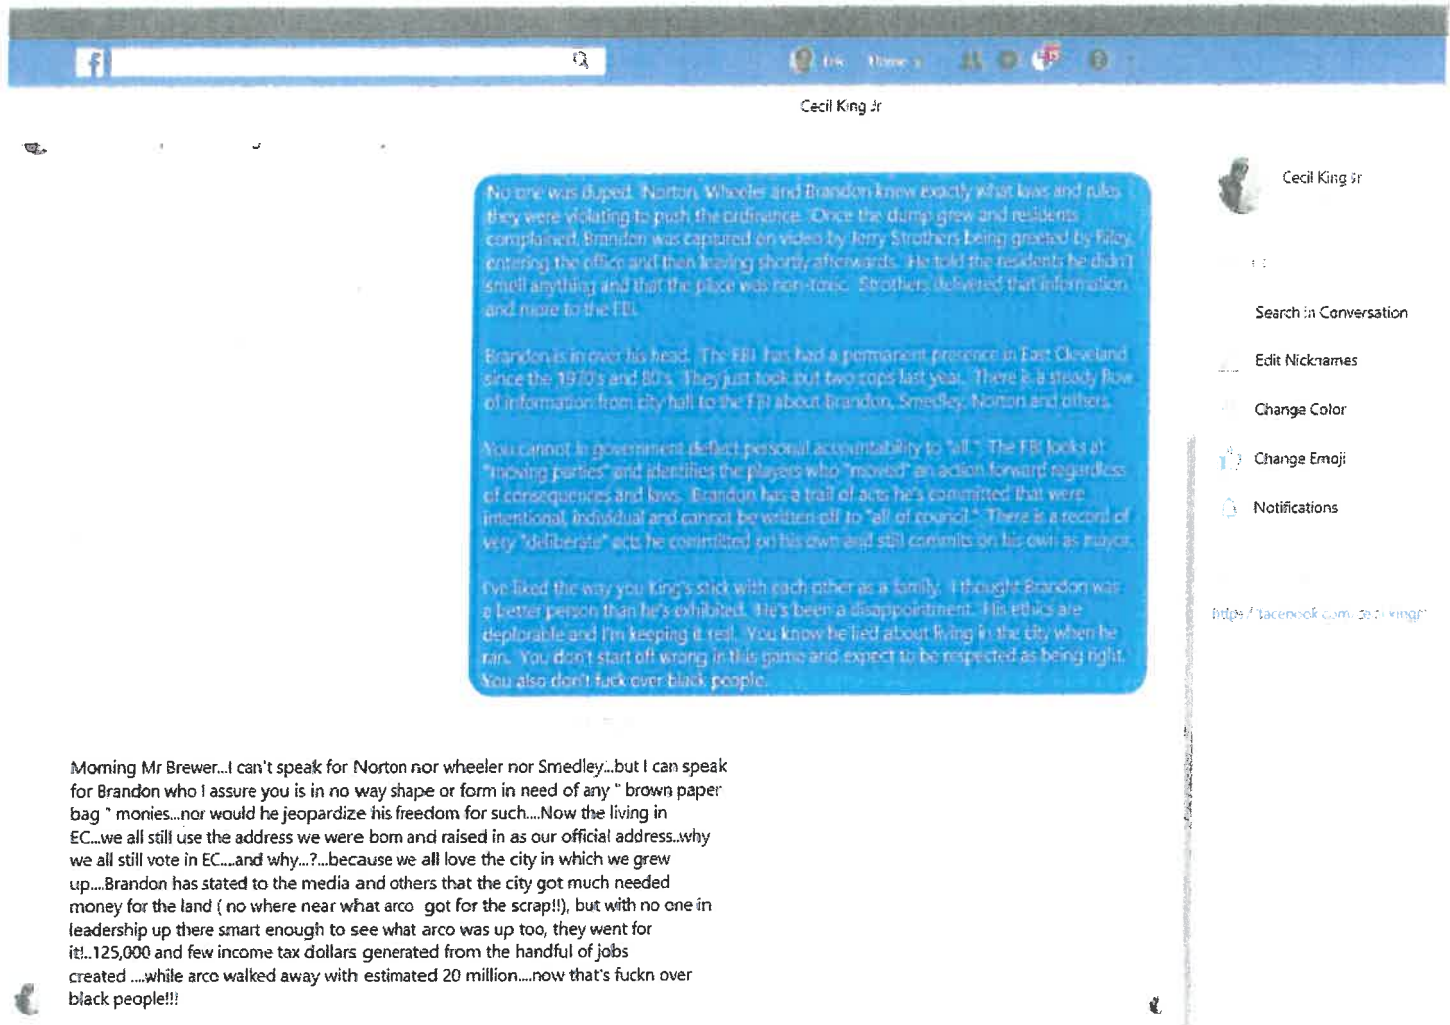 f
Home
15
Cecil King Jr
Cecil King Jr
No one was duped. Norton, Wheeler and Brandon knew exactly what laws and rules
they were violating to push the ordinance. Once the dump grew and residents
complained, Brandon was captured on video by Jerry Strothers being greeted by Riley,
entering the office and then leaving shortly afterwards. He told the residents he didn't
smell anything and that the place was non-toxic. Strothers delivered that information
and more to the FBI.
Brandon is in over his head. The FBI has had a permanent presence in East Cleveland
since the 1970's and 80's. They just took out two cops last year. There is a steady flow
of information from city hall to the FBI about Brandon, Smedley, Norton and others.
You cannot in government deflect personal accountability to "all." The FBI looks at
"moving parties" and identifies the players who "moved" an action forward regardless
of consequences and laws. Brandon has a trail of acts he's committed that were
intentional, individual and cannot be written off to "all of council." There is a record of
very "deliberate" acts he committed on his own and still commits on his own as mayor.
I've liked the way you King's stick with each other as a family. I thought Brandon was
a better person than he's exhibited. He's been a disappointment. His ethics are
deplorable and I'm keeping it real. You know he lied about living in the city when he
ran. You don't start off wrong in this game and expect to be respected as being right.
You also don't fuck over black people.
Search in Conversation
Edit Nicknames
Change Color
Change Emoji
Notifications
Morning Mr Brewer...I can't speak for Norton nor wheeler nor Smedley...but I can speak
for Brandon who I assure you is in no way shape or form in need of any " brown paper
bag " monies...nor would he jeopardize his freedom for such....Now the living in
EC...we all still use the address we were born and raised in as our official address..why
we all still vote in EC....and why...?...because we all love the city in which we grew
up....Brandon has stated to the media and others that the city got much needed
money for the land ( no where near what arco got for the scrap!!), but with no one in
leadership up there smart enough to see what arco was up too, they went for
it!..125,000 and few income tax dollars generated from the handful of jobs
created ....while arco walked away with estimated 20 million....now that's fuckn over
black people!!!